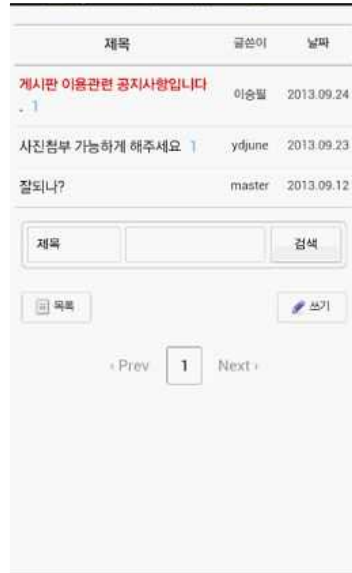 제목 글쓴이 날짜
게시판 이용관련 공지사항입니다
. 1 이승필 2013.09.24
사진첨부 가능하게 해주세요 1 ydjune 2013.09.23
잘되나? master 2013.09.12
제목 검색
목록 쓰기
‹ Prev 1 Next ›